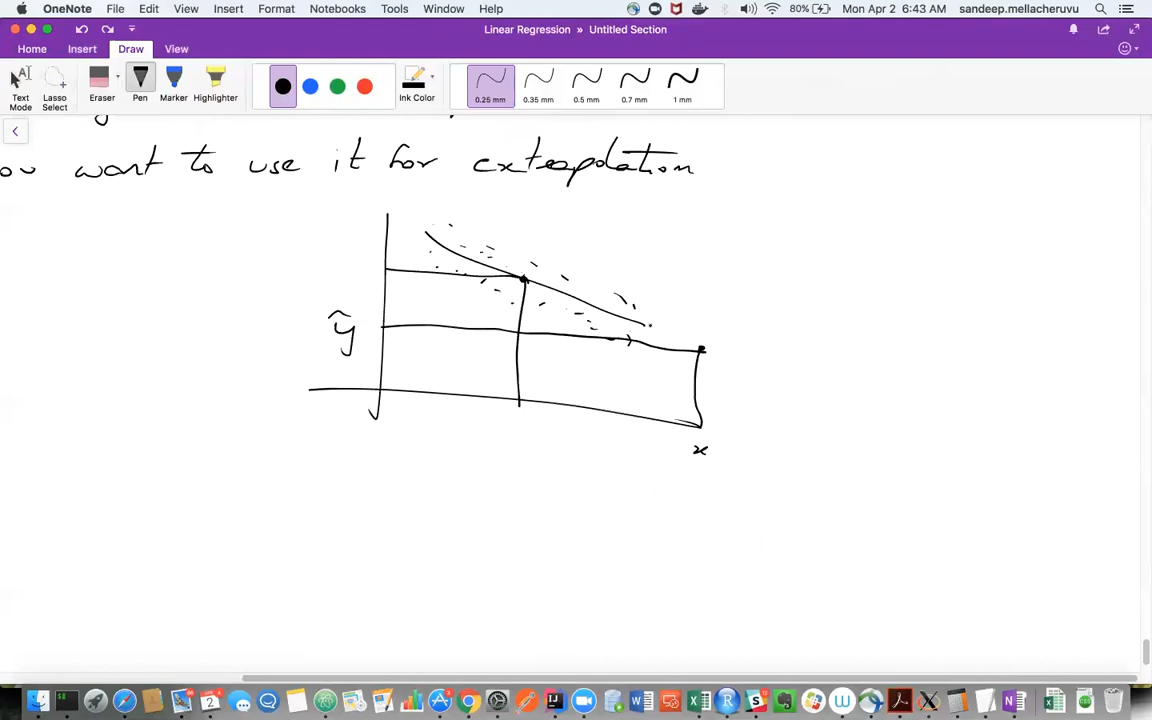 OneNote File Edit View Insert Format Notebooks Tools Window Help 80% Mon Apr 2 6:43 AM sandeep.mellacheruvu
Linear Regression » Untitled Section
Home Insert Draw View
Text Mode Lasso Select Eraser Pen Marker Highlighter Ink Color 0.25 mm 0.35 mm 0.5 mm 0.7 mm 1 mm
want to use it for extrapolation
ŷ
x